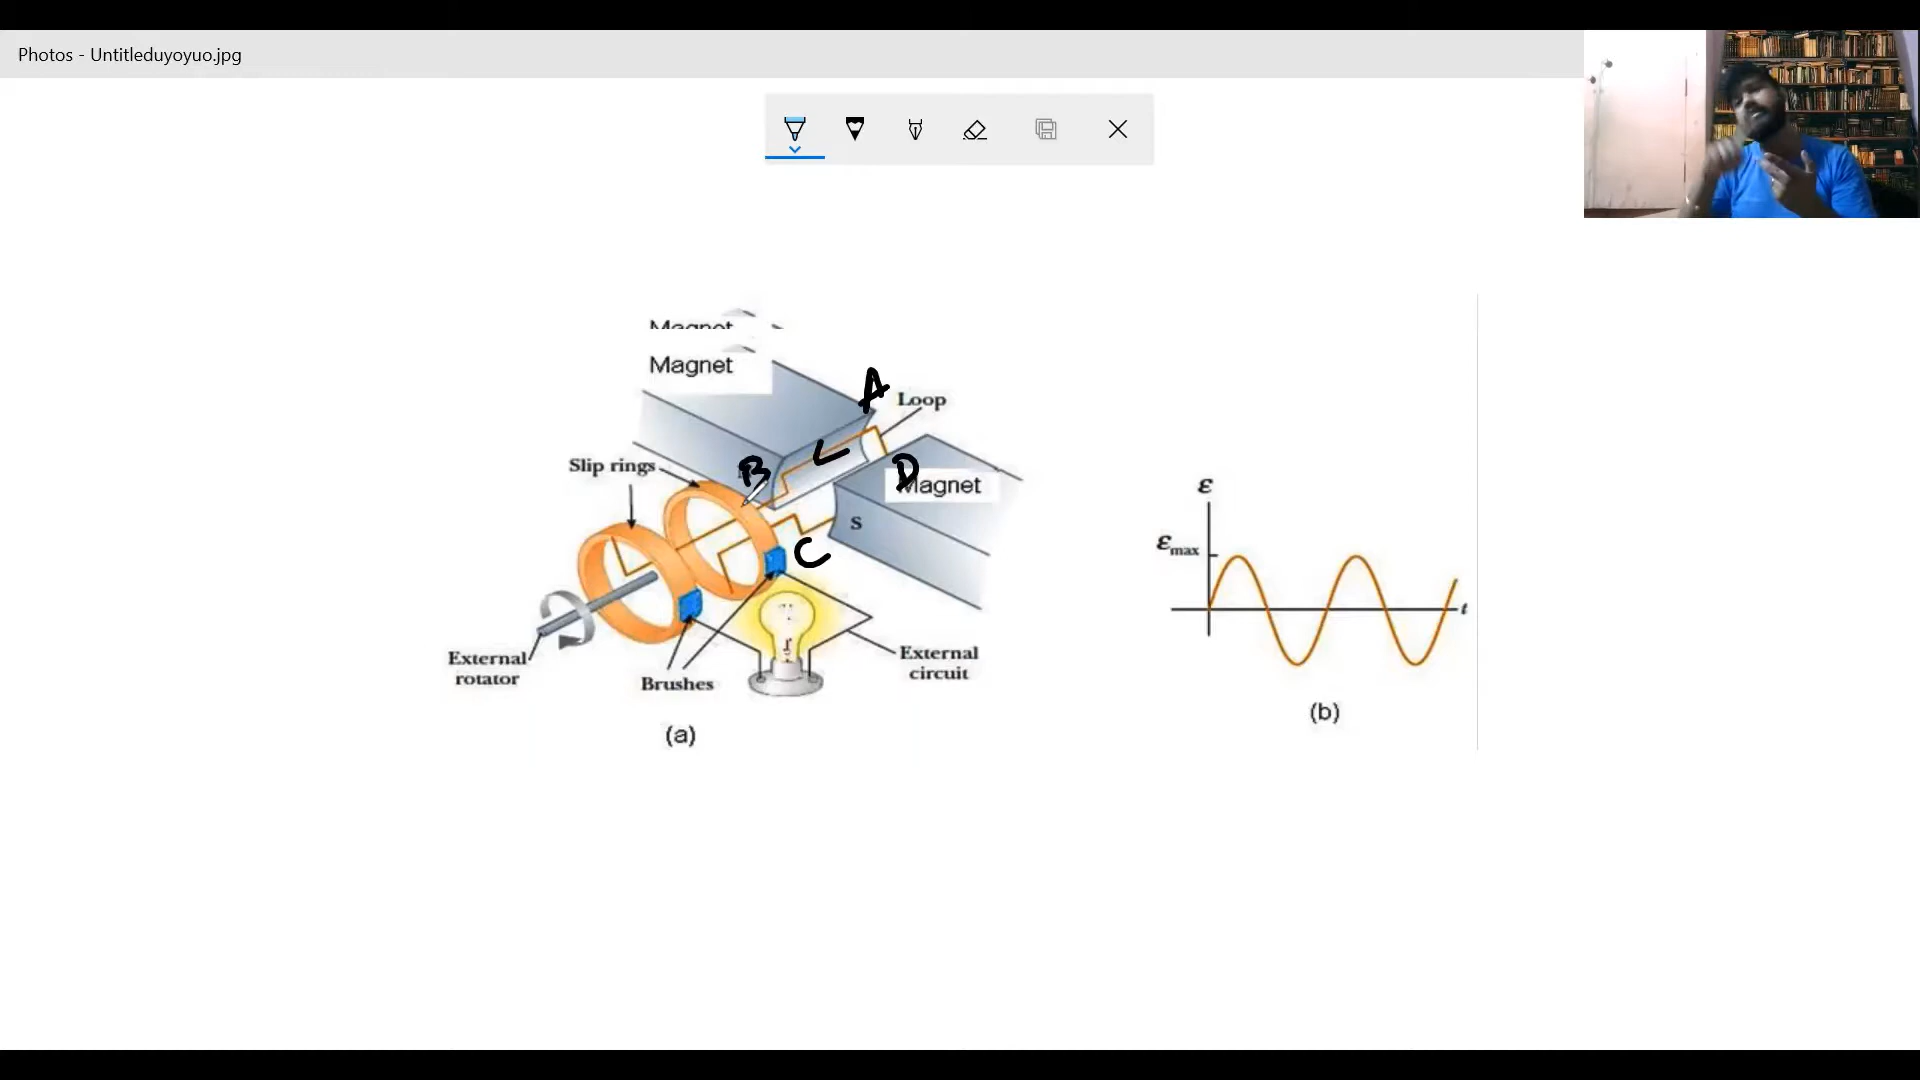 Photos - Untitleduyoyuo.jpg
Magnet
A
Loop
L
B
D
Magnet
Slip rings
S
C
External
rotator
Brushes
External
circuit
(a)
ε
εmax
t
(b)